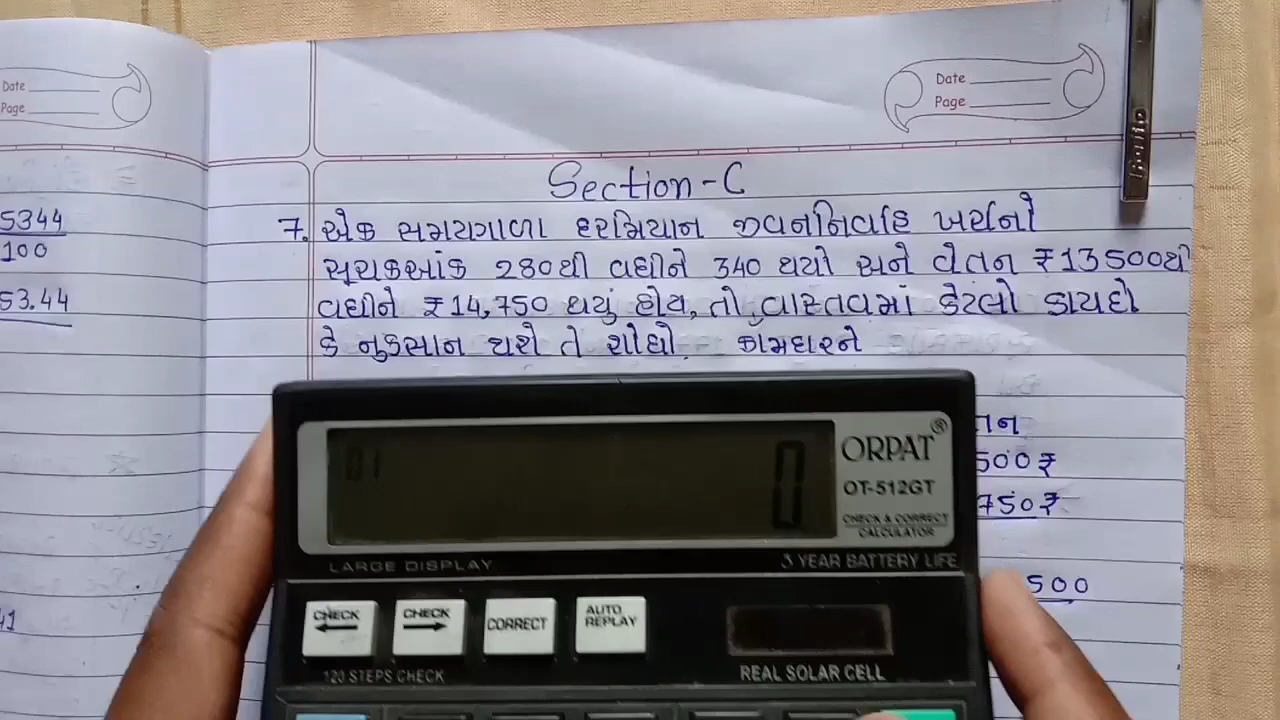 Date
Page
Date
Page
5344
100
53.44
41
Section-C
7. એક સમયગાળા દરમિયાન જીવનનિર્વાહ ખર્ચનો
સૂચકઆંક 280થી વધીને 340 થયો અને વેતન ₹13500થી
વધીને ₹14,750 થયું હોય, તો વાસ્તવમાં કેટલો ફાયદો
કે નુકસાન થશે તે શોધો. કામદારને
તન
500₹
750₹
500
01 0
ORPAT®
OT-512GT
CHECK & CORRECT
CALCULATOR
LARGE DISPLAY
3 YEAR BATTERY LIFE
CHECK ←
CHECK →
CORRECT
AUTO REPLAY
120 STEPS CHECK
REAL SOLAR CELL